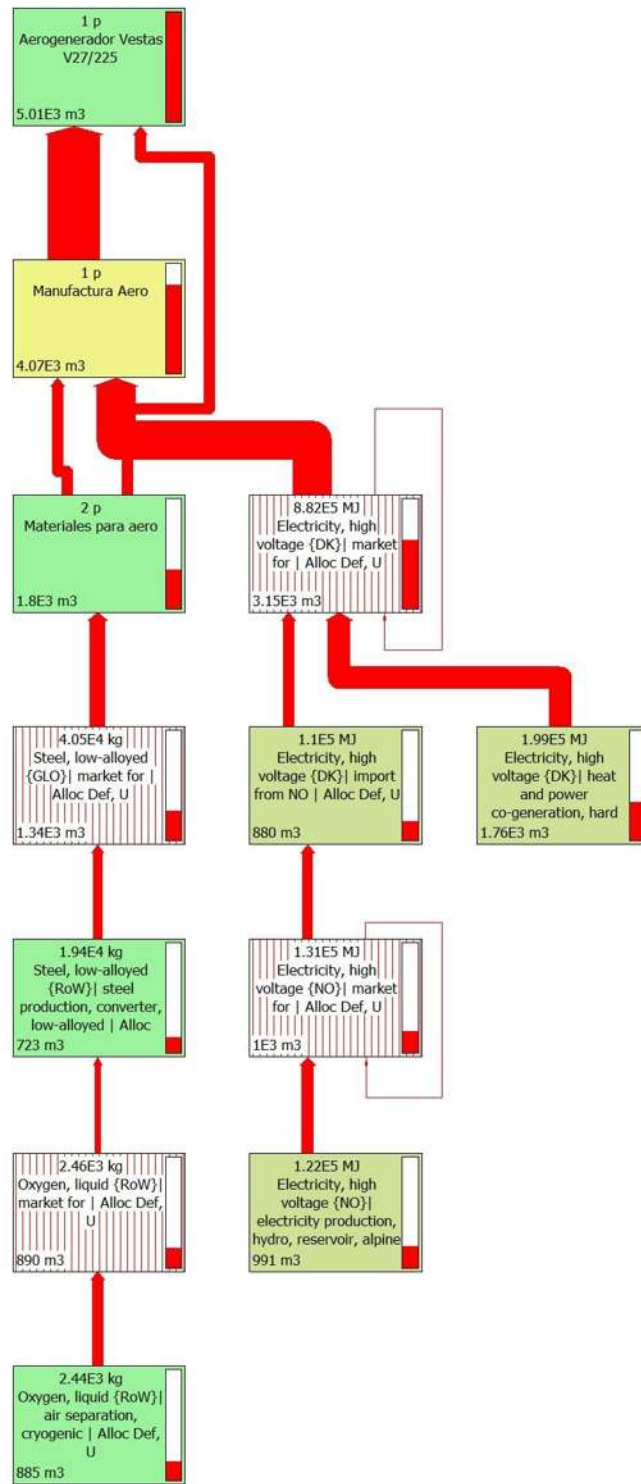 1 p
Aerogenerador Vestas
V27/225
5.01E3 m3
1 p
Manufactura Aero
4.07E3 m3
2 p
Materiales para aero
1.8E3 m3
8.82E5 MJ
Electricity, high
voltage {DK}| market
for | Alloc Def, U
3.15E3 m3
4.05E4 kg
Steel, low-alloyed
{GLO}| market for |
Alloc Def, U
1.34E3 m3
1.1E5 MJ
Electricity, high
voltage {DK}| import
from NO | Alloc Def, U
880 m3
1.99E5 MJ
Electricity, high
voltage {DK}| heat
and power
co-generation, hard
1.76E3 m3
1.94E4 kg
Steel, low-alloyed
{RoW}| steel
production, converter,
low-alloyed | Alloc
723 m3
1.31E5 MJ
Electricity, high
voltage {NO}| market
for | Alloc Def, U
1E3 m3
2.46E3 kg
Oxygen, liquid {RoW}|
market for | Alloc Def,
U
890 m3
1.22E5 MJ
Electricity, high
voltage {NO}|
electricity production,
hydro, reservoir, alpine
991 m3
2.44E3 kg
Oxygen, liquid {RoW}|
air separation,
cryogenic | Alloc Def,
U
885 m3